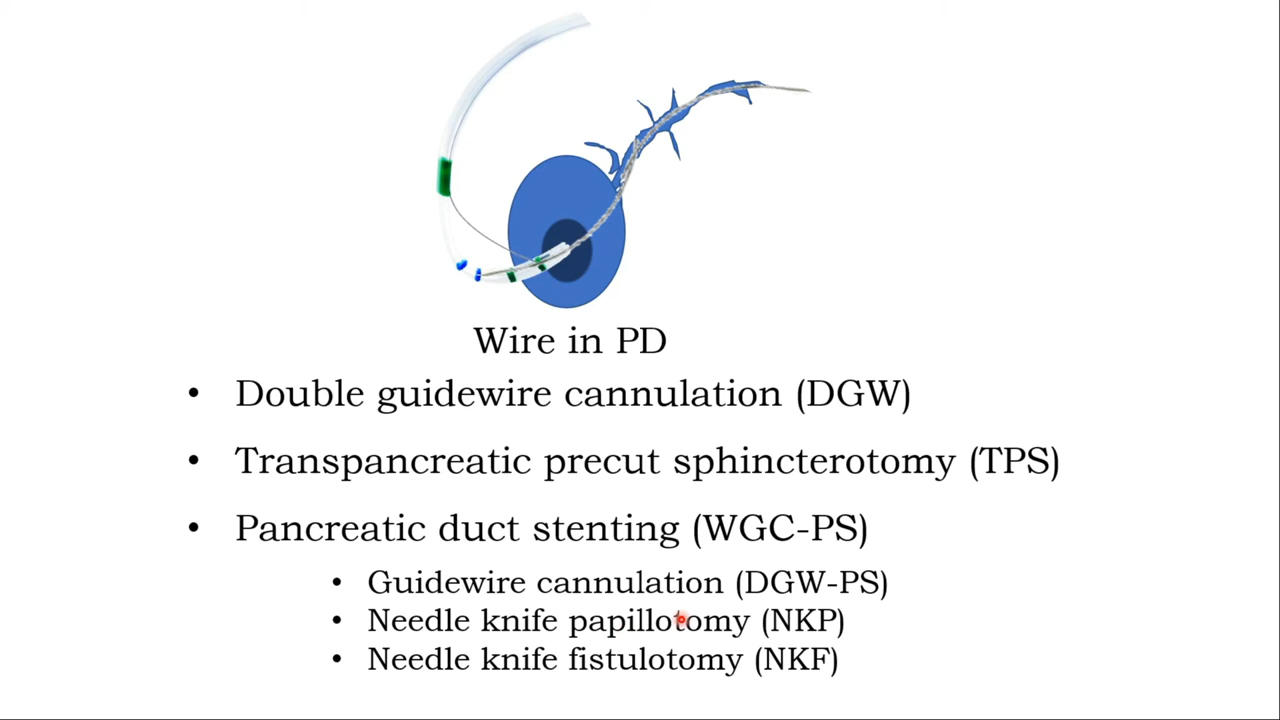 Wire in PD
• Double guidewire cannulation (DGW)
• Transpancreatic precut sphincterotomy (TPS)
• Pancreatic duct stenting (WGC-PS)
• Guidewire cannulation (DGW-PS)
• Needle knife papillotomy (NKP)
• Needle knife fistulotomy (NKF)